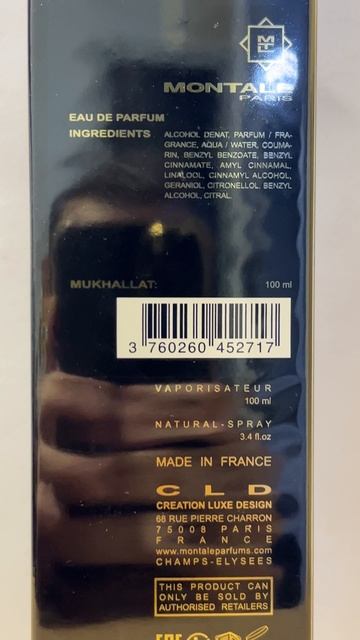 MONTALE
PARIS
EAU DE PARFUM
INGREDIENTS
ALCOHOL DENAT, PARFUM / FRA-
GRANCE, AQUA / WATER, COUMA-
RIN, BENZYL BENZOATE, BENZYL
CINNAMATE, AMYL CINNAMAL,
LINALOOL, CINNAMYL ALCOHOL,
GERANIOL, CITRONELLOL, BENZYL
ALCOHOL, CITRAL.
MUKHALLAT: 100 ml
3 760260 452717
VAPORISATEUR
100 ml
NATURAL-SPRAY
3.4 fl.oz
MADE IN FRANCE
CLD
CREATION LUXE DESIGN
68 RUE PIERRE CHARRON
75008 PARIS
FRANCE
www.montaleparfums.com
CHAMPS-ELYSEES
THIS PRODUCT CAN
ONLY BE SOLD BY
AUTHORISED RETAILERS